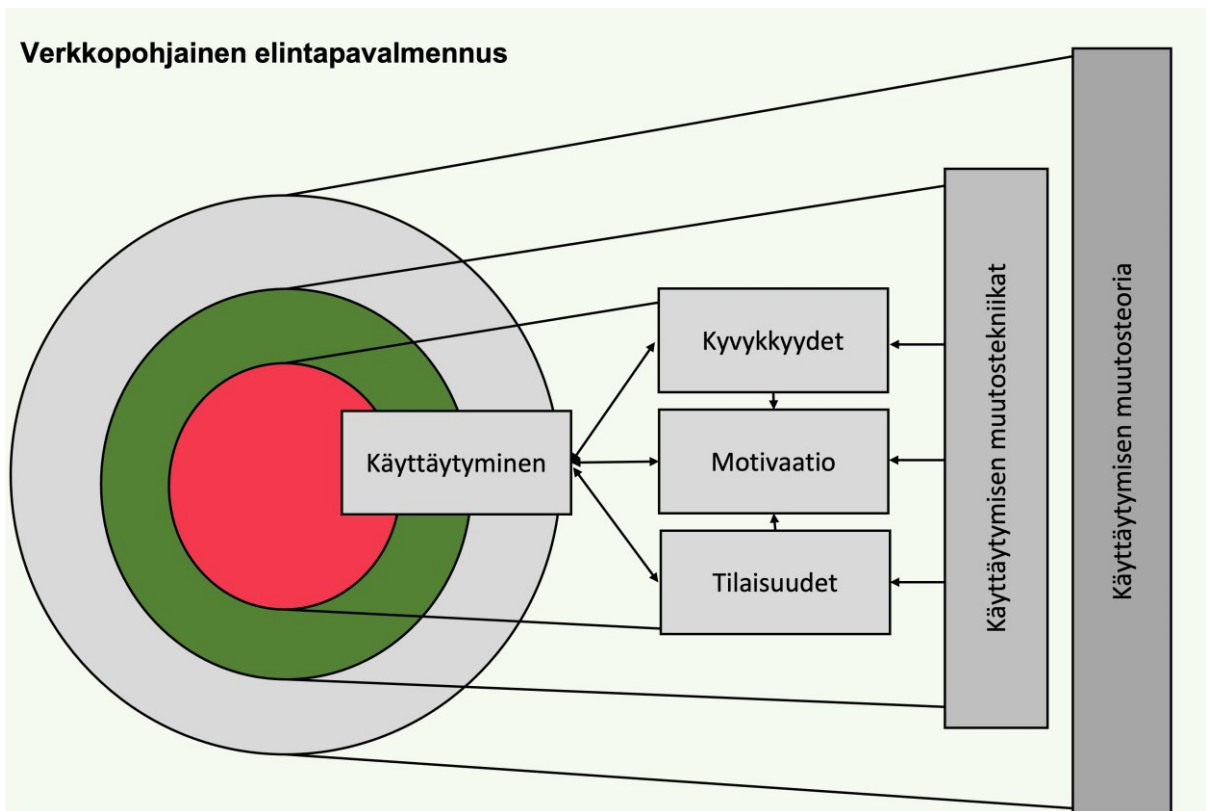 Verkkopohjainen elintapavalmennus
Käyttäytyminen
Kyvykkyydet
Motivaatio
Tilaisuudet
Käyttäytymisen muutostekniikat
Käyttäytymisen muutosteoria